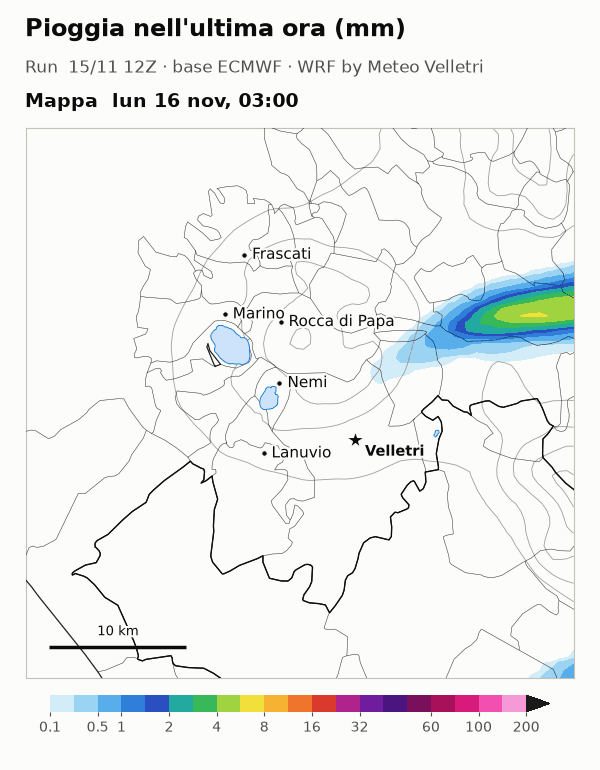 Pioggia nell'ultima ora (mm)
Run  15/11 12Z · base ECMWF · WRF by Meteo Velletri
Mappa  lun 16 nov, 03:00
Frascati
Marino
Rocca di Papa
Nemi
Velletri
Lanuvio
10 km
0.1 0.5 1 2 4 8 16 32 60 100 200